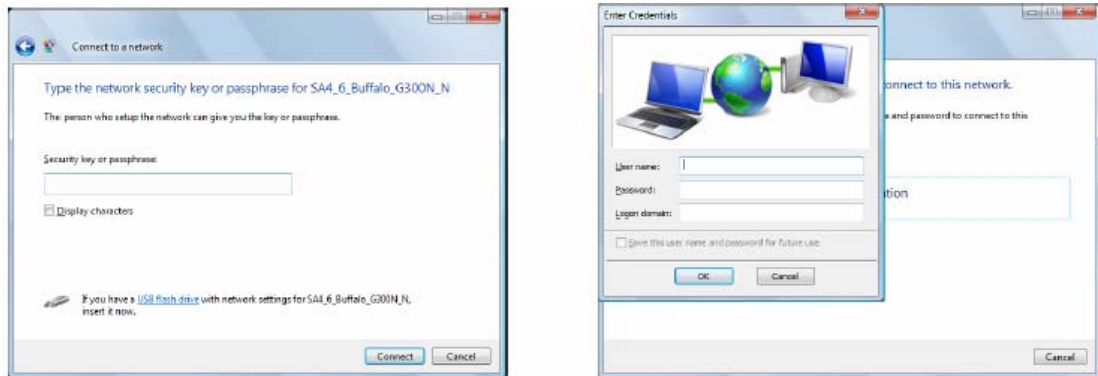 Connect to a network
Type the network security key or passphrase for SA4_6_Buffalo_G300N_N
The person who setup the network can give you the key or passphrase.
Security key or passphrase:
Display characters
If you have a USB flash drive with network settings for SA4_6_Buffalo_G300N_N,
insert it now.
Connect
Cancel
Enter Credentials
onnect to this network.
e and password to connect to this
User name:
Password:
Logon domain:
tion
Save this user name and password for future use
OK
Cancel
Cancel